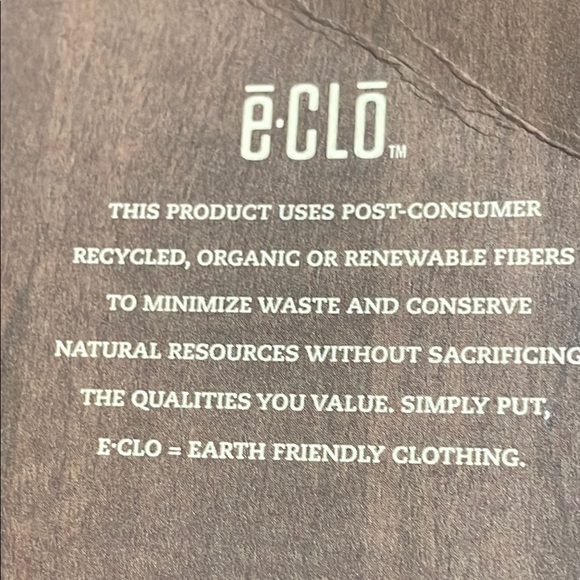 ē·CLō™
THIS PRODUCT USES POST-CONSUMER
RECYCLED, ORGANIC OR RENEWABLE FIBERS
TO MINIMIZE WASTE AND CONSERVE
NATURAL RESOURCES WITHOUT SACRIFICING
THE QUALITIES YOU VALUE. SIMPLY PUT,
E·CLO = EARTH FRIENDLY CLOTHING.